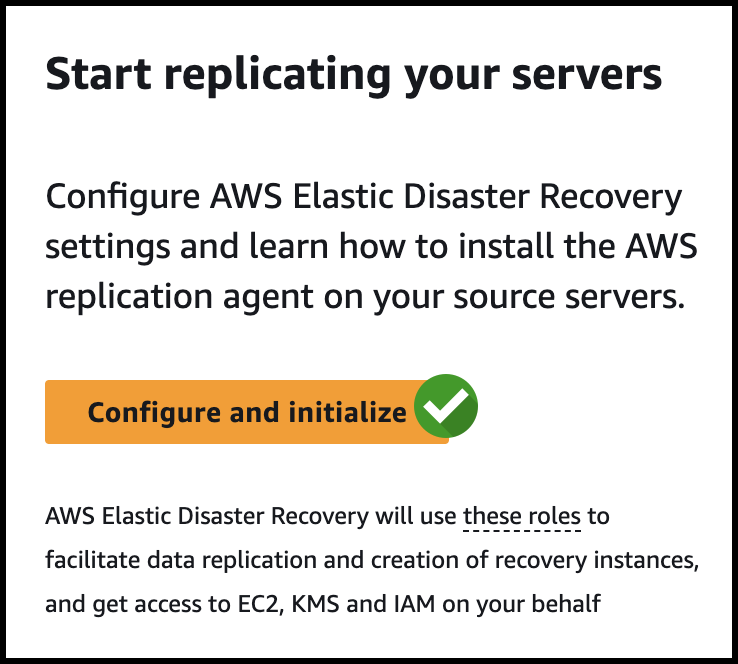 Start replicating your servers
Configure AWS Elastic Disaster Recovery
settings and learn how to install the AWS
replication agent on your source servers.
Configure and initialize
AWS Elastic Disaster Recovery will use these roles to
facilitate data replication and creation of recovery instances,
and get access to EC2, KMS and IAM on your behalf